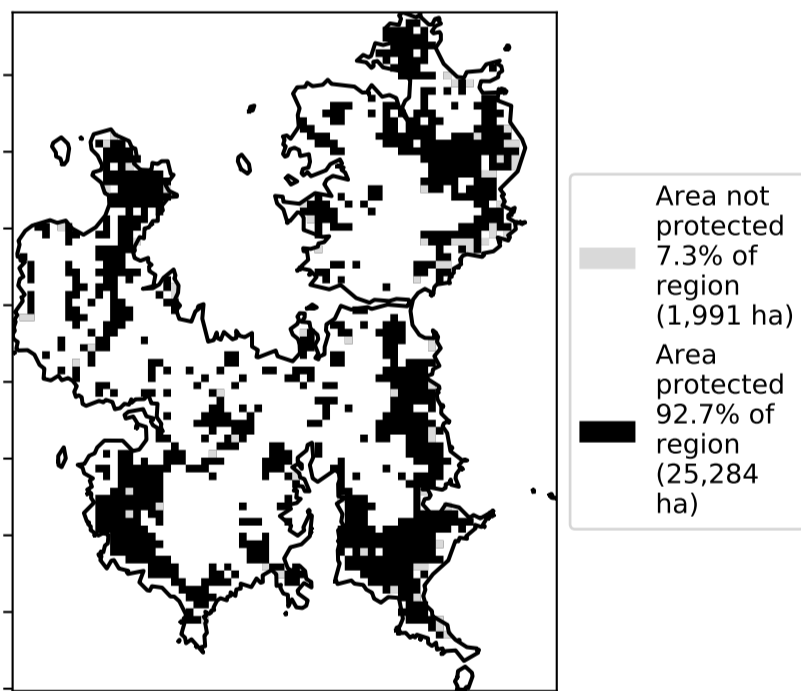 Area not
protected
7.3% of
region
(1,991 ha)
Area
protected
92.7% of
region
(25,284
ha)